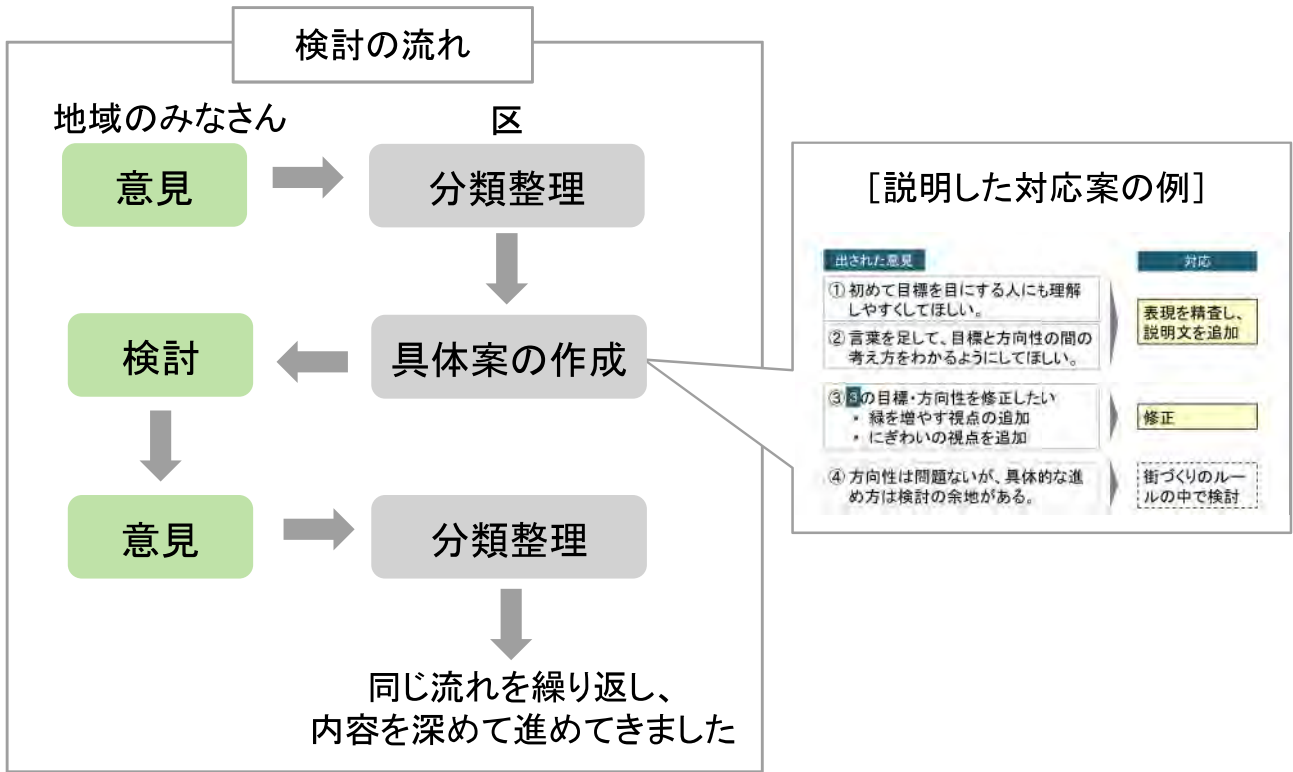 検討の流れ
地域のみなさん
区
意見
分類整理
検討
具体案の作成
意見
分類整理
同じ流れを繰り返し、
内容を深めて進めてきました
［説明した対応案の例］
出された意見
対応
① 初めて目標を目にする人にも理解
しやすくしてほしい。
② 言葉を足して、目標と方向性の間の
考え方をわかるようにしてほしい。
表現を精査し、
説明文を追加
③ 3の目標・方向性を修正したい
・ 緑を増やす視点の追加
・ にぎわいの視点を追加
修正
④ 方向性は問題ないが、具体的な進
め方は検討の余地がある。
街づくりのルー
ルの中で検討